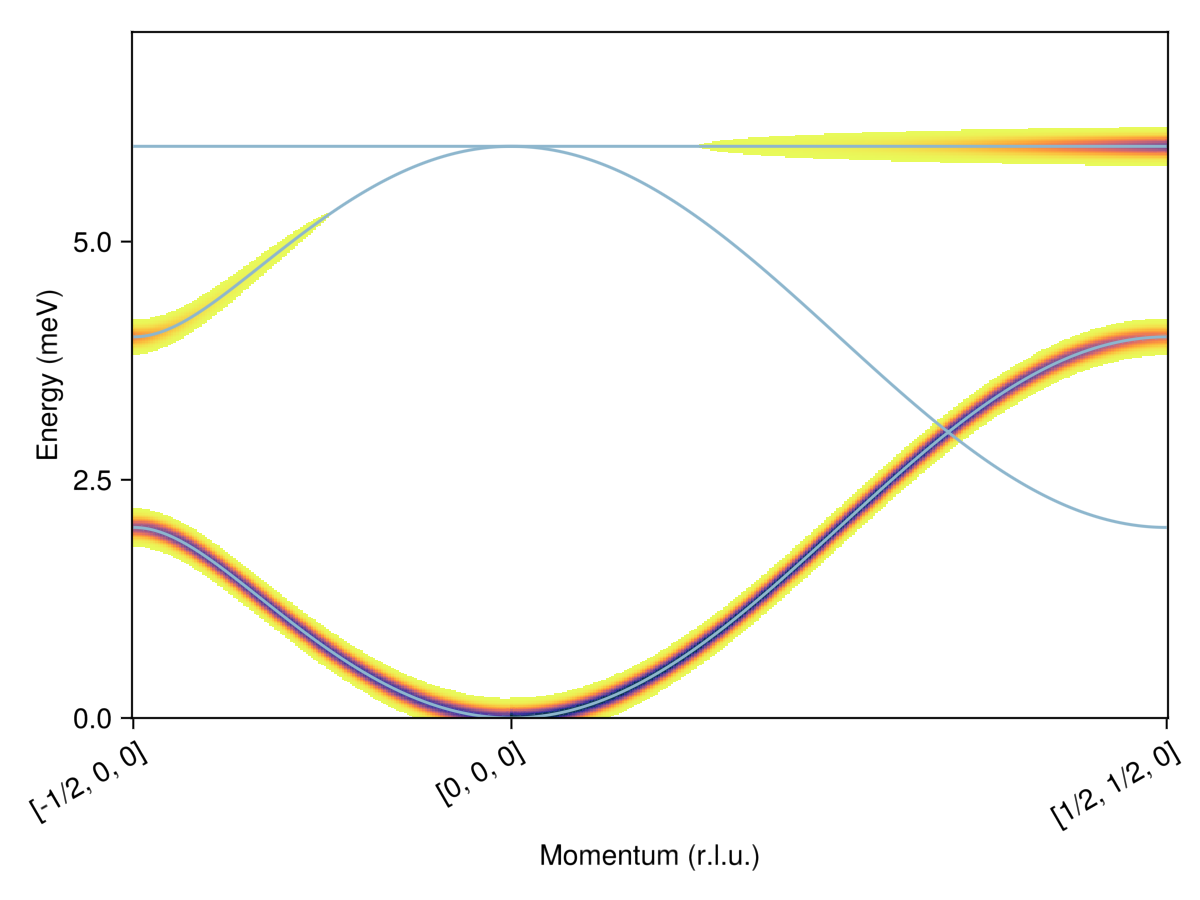 5.0
2.5
0.0
Energy (meV)
[-1/2, 0, 0]
[0, 0, 0]
[1/2, 1/2, 0]
Momentum (r.l.u.)